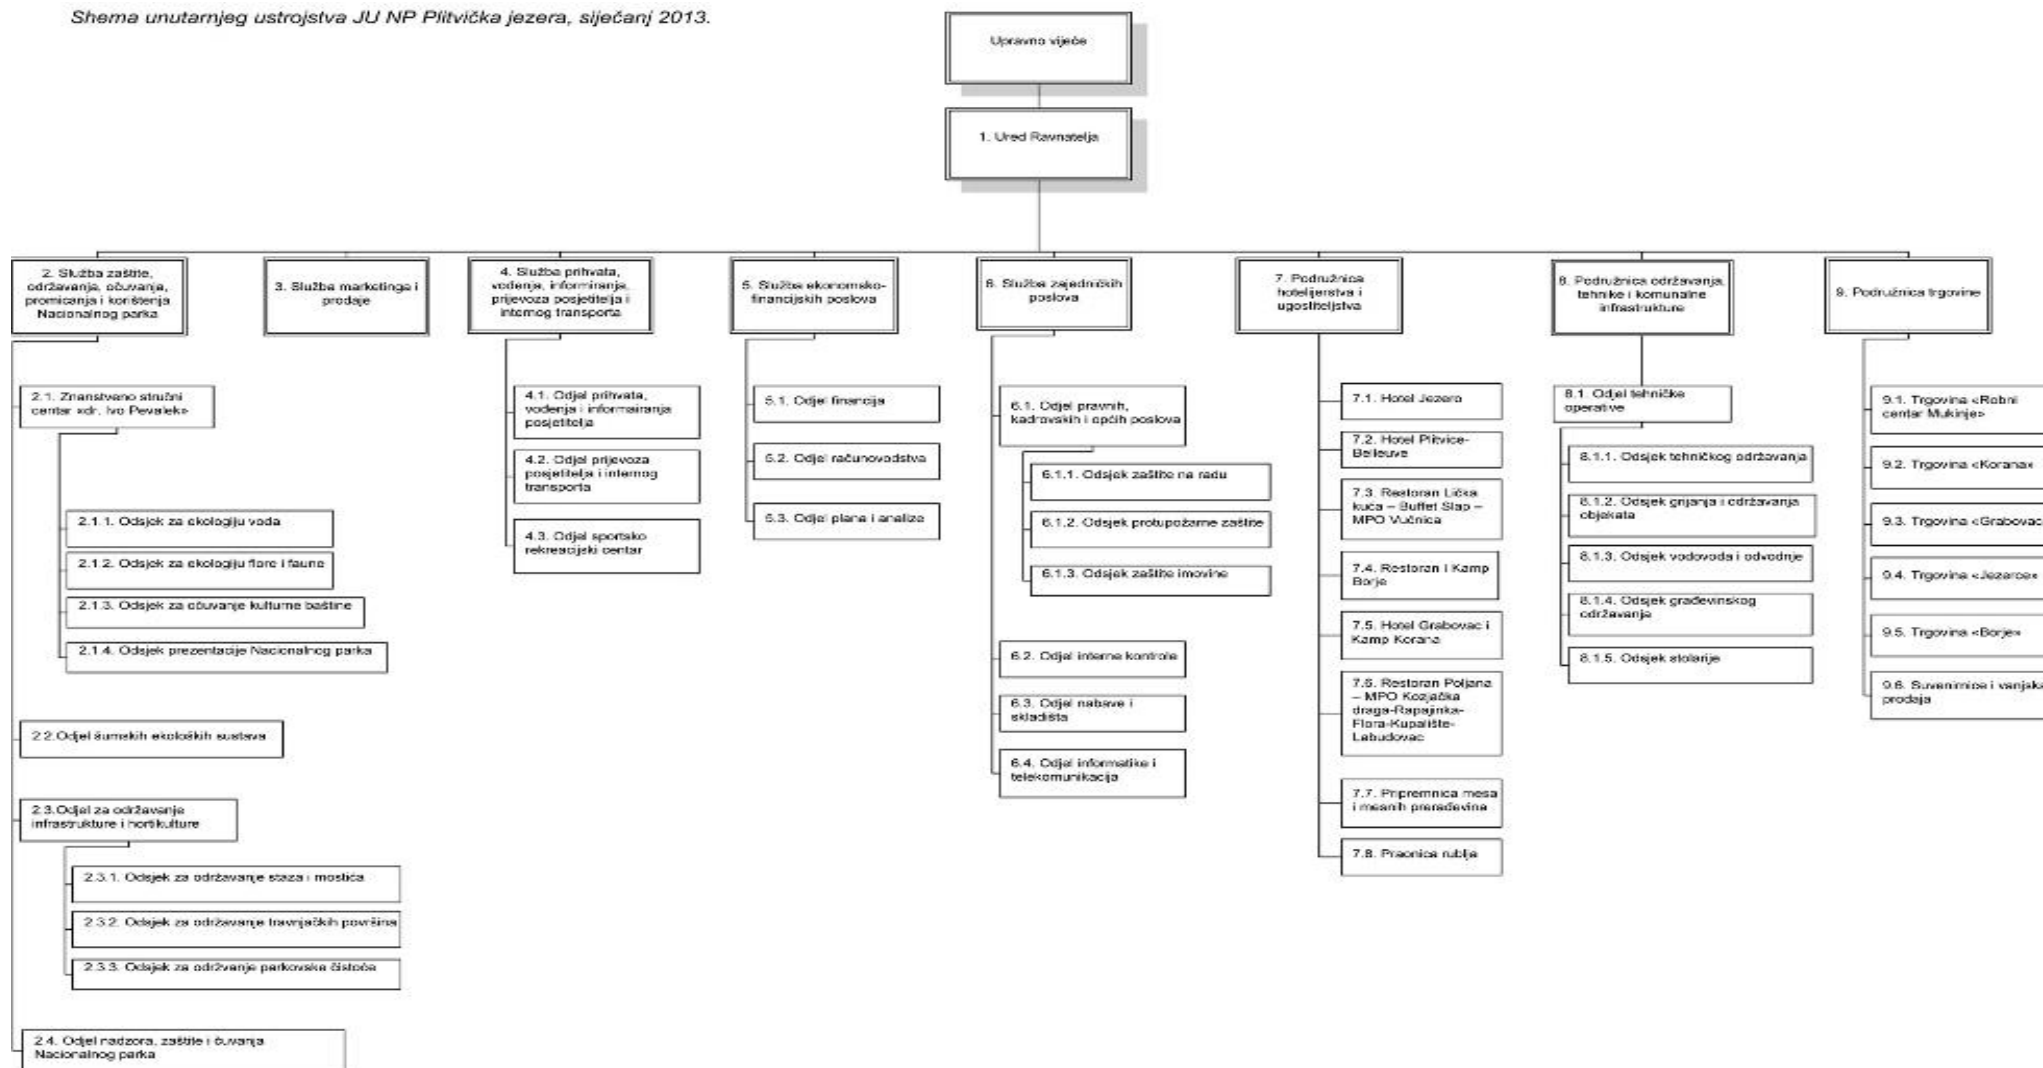 Shema unutarnjeg ustrojstva JU NP Plitvička jezera, siječanj 2013.
Upravno vijeće
1. Ured Ravnatelja
2. Služba zaštite,
održavanja, očuvanja,
promicanja i korištenja
Nacionalnog parka
3. Služba marketinga i
prodaje
4. Služba prihvata,
vođenja, informiranja,
prijevoza posjetitelja i
internog transporta
5. Služba ekonomsko-
financijskih poslova
6. Služba zajedničkih
poslova
7. Podružnica
hotelijerstva i
ugostiteljstva
8. Podružnica održavanja,
tehnike i komunalne
infrastrukture
9. Podružnica trgovine
2.1. Znanstveno stručni
centar «dr. Ivo Pevalek»
2.1.1. Odsjek za ekologiju voda
2.1.2. Odsjek za ekologiju flore i faune
2.1.3. Odsjek za očuvanje kulturne baštine
2.1.4. Odsjek prezentacije Nacionalnog parka
2.2.Odjel šumskih ekoloških sustava
2.3.Odjel za održavanje
infrastrukture i hortikulture
2.3.1. Odsjek za održavanje staza i mostića
2.3.2. Odsjek za održavanje travnjačkih površina
2.3.3. Odsjek za održvanje parkovske čistoće
2.4. Odjel nadzora, zaštite i čuvanja
Nacionalnog parka
4.1. Odjel prihvata,
vođenja i informairanja
posjetitelja
4.2. Odjel prijevoza
posjetitelja i internog
transporta
4.3. Odjel sportsko
rekreacijski centar
5.1. Odjel financija
5.2. Odjel računovodstva
5.3. Odjel plana i analize
6.1. Odjel pravnih,
kadrovskih i općih poslova
6.1.1. Odsjek zaštite na radu
6.1.2. Odsjek protupožarne zaštite
6.1.3. Odsjek zaštite imovine
6.2. Odjel interne kontrole
6.3. Odjel nabave i
skladišta
6.4. Odjel informatike i
telekomunikacija
7.1. Hotel Jezero
7.2. Hotel Plitvice-
Belleuve
7.3. Restoran Lička
kuća – Buffet Slap –
MPO Vučnica
7.4. Restoran i Kamp
Borje
7.5. Hotel Grabovac i
Kamp Korana
7.6. Restoran Poljana
– MPO Kozjačka
draga-Rapajinka-
Flora-Kupalište-
Labudovac
7.7. Pripremnica mesa
i mesnih prerađevina
7.8. Praonica rublja
8.1. Odjel tehničke
operative
8.1.1. Odsjek tehničkog održavanja
8.1.2. Odsjek grijanja i održavanja
objekata
8.1.3. Odsjek vodovoda i odvodnje
8.1.4. Odsjek građevinskog
održavanja
8.1.5. Odsjek stolarije
9.1. Trgovina «Robni
centar Mukinje»
9.2. Trgovina «Korana»
9.3. Trgovina «Grabovac
9.4. Trgovina «Jezerce»
9.5. Trgovina «Borje»
9.6. Suvenirnice i vanjska
prodaja